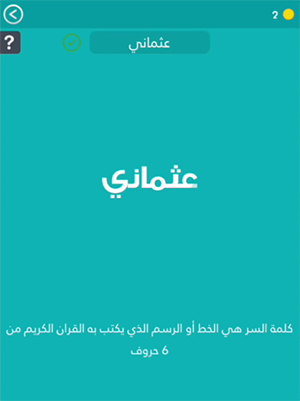 2
?
عثماني
عثماني
كلمة السر هي الخط أو الرسم الذي يكتب به القران الكريم من
6 حروف